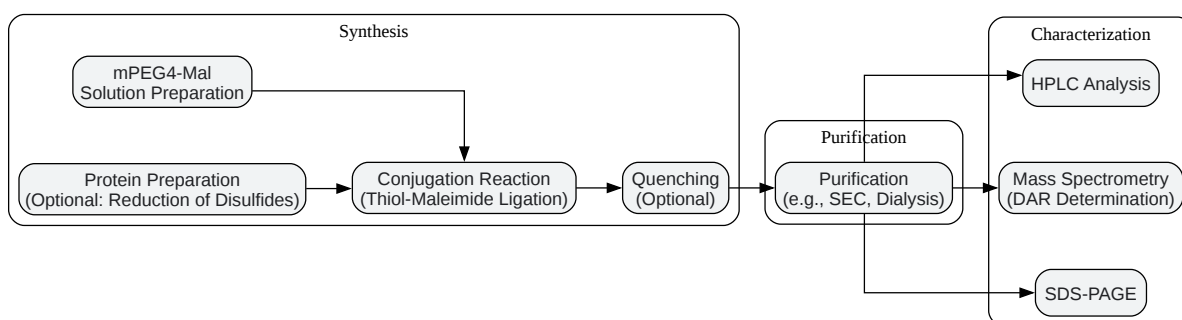 Synthesis
mPEG4-Mal
Solution Preparation
Protein Preparation
(Optional: Reduction of Disulfides)
Conjugation Reaction
(Thiol-Maleimide Ligation)
Quenching
(Optional)
Purification
Purification
(e.g., SEC, Dialysis)
Characterization
HPLC Analysis
Mass Spectrometry
(DAR Determination)
SDS-PAGE